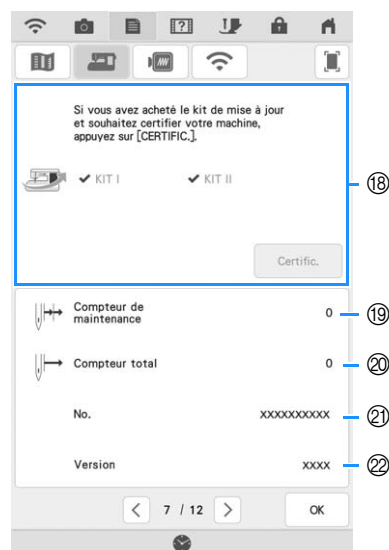 Si vous avez acheté le kit de mise à jour
et souhaitez certifier votre machine,
appuyez sur [CERTIFIC.].
✔ KIT I ✔ KIT II
⑱
Certific.
Compteur de
maintenance
0 ⑲
Compteur total 0 ⑳
No. xxxxxxxxxx ㉑
Version xxxx ㉒
< 7 / 12 > OK